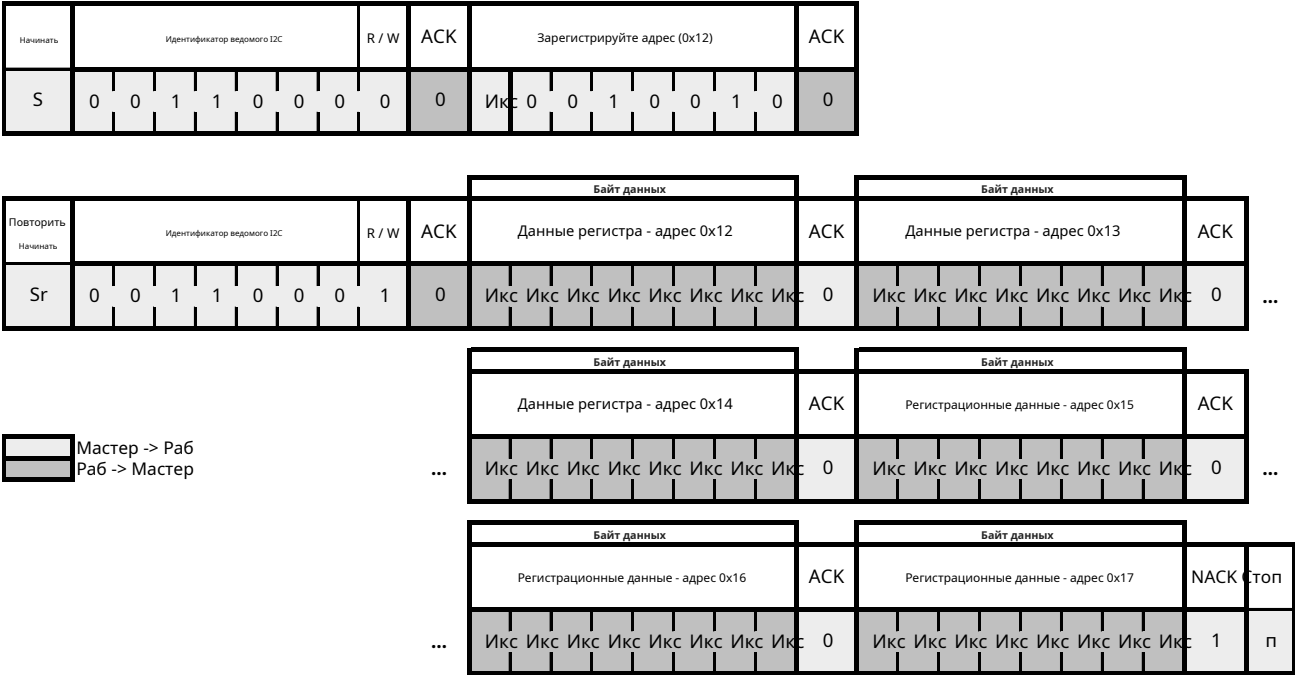 Начинать Идентификатор ведомого I2C R / W ACK Зарегистрируйте адрес (0x12) ACK
S 0 0 1 1 0 0 0 0 0 Икс 0 0 1 0 0 1 0 0
Байт данных Байт данных
Повторить
Начинать Идентификатор ведомого I2C R / W ACK Данные регистра - адрес 0x12 ACK Данные регистра - адрес 0x13 ACK
Sr 0 0 1 1 0 0 0 1 0 Икс Икс Икс Икс Икс Икс Икс Икс 0 Икс Икс Икс Икс Икс Икс Икс Икс 0 ...
Байт данных Байт данных
Данные регистра - адрес 0x14 ACK Регистрационные данные - адрес 0x15 ACK
Мастер -> Раб
Раб -> Мастер
... Икс Икс Икс Икс Икс Икс Икс Икс 0 Икс Икс Икс Икс Икс Икс Икс Икс 0 ...
Байт данных Байт данных
Регистрационные данные - адрес 0x16 ACK Регистрационные данные - адрес 0x17 NACK Стоп
... Икс Икс Икс Икс Икс Икс Икс Икс 0 Икс Икс Икс Икс Икс Икс Икс Икс 1 п